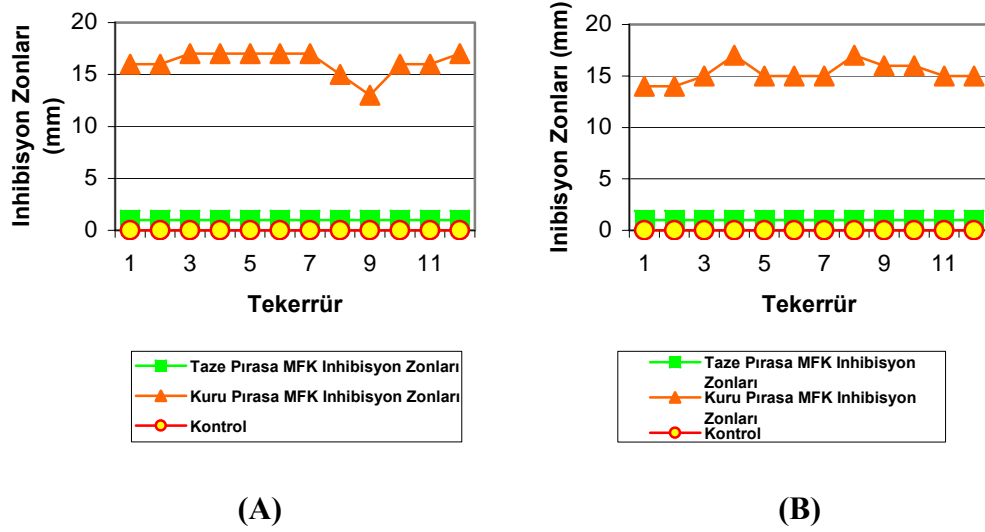 Inhibisyon Zonları
(mm)
20
15
10
5
0
1 3 5 7 9 11
Tekerrür
Taze Pırasa MFK Inhibisyon Zonları
Kuru Pırasa MFK Inhibisyon Zonları
Kontrol
(A)
Inibisyon Zonları (mm)
20
15
10
5
0
1 3 5 7 9 11
Tekerrür
Taze Pırasa MFK Inhibisyon
Zonları
Kuru Pırasa MFK Inhibisyon
Zonları
Kontrol
(B)